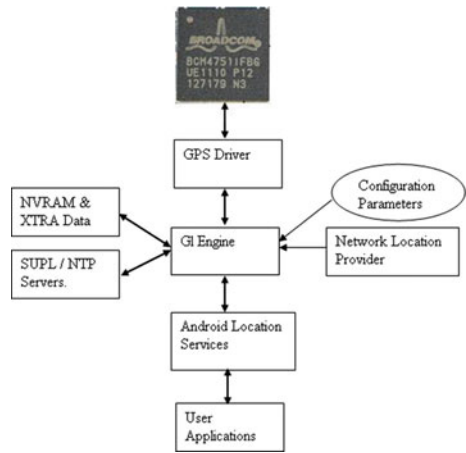 BROADCOM
BCM4751IFBG
UE1110 P12
127179 N3
GPS Driver
Configuration
Parameters
NVRAM &
XTRA Data
Gl Engine
Network Location
Provider
SUPL / NTP
Servers.
Android Location
Services
User
Applications